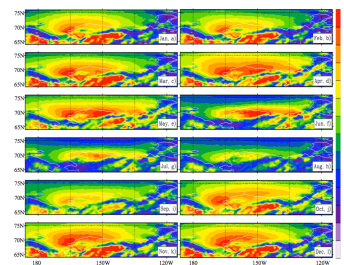 75N
70N
65N
Jan, a)
Feb, b)
75N
70N
65N
Mar, c)
Apr, d)
75N
70N
65N
May, e)
Jun, f)
75N
70N
65N
Jul, g)
Aug, h)
75N
70N
65N
Sep, i)
Oct, j)
75N
70N
65N
Nov, k)
Dec, l)
180 150W 120W 180 150W 120W